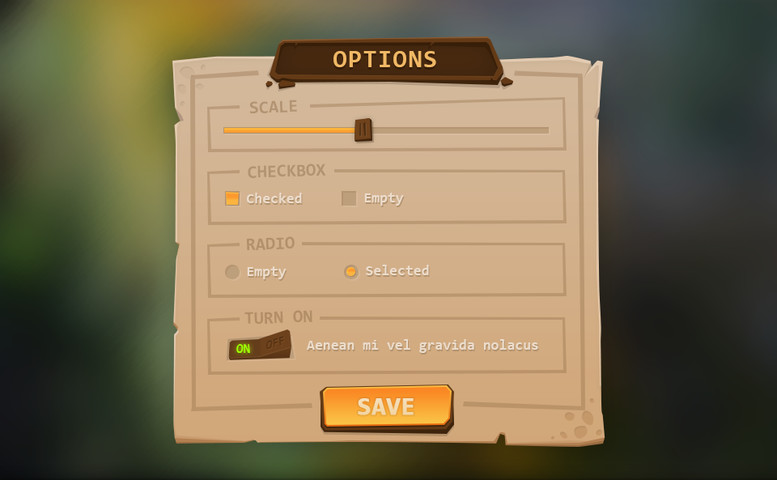 OPTIONS
SCALE
CHECKBOX
Checked Empty
RADIO
Empty Selected
TURN ON
ON OFF Aenean mi vel gravida nolacus
SAVE